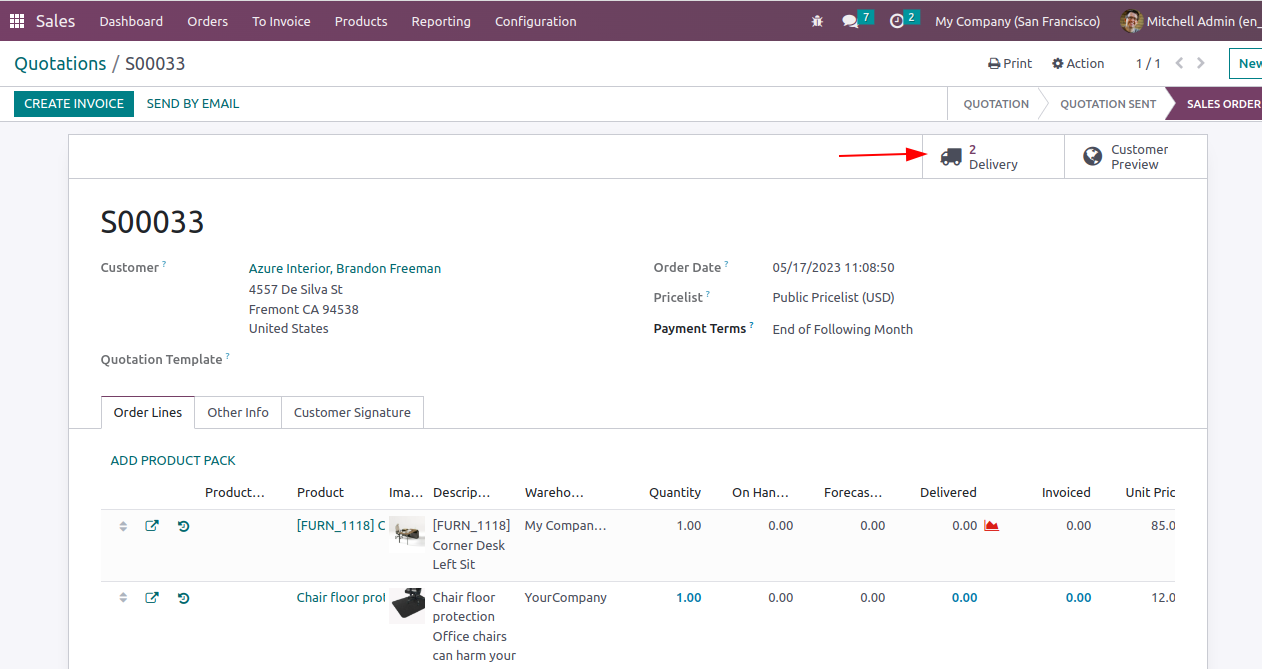 Sales Dashboard Orders To Invoice Products Reporting Configuration 7 2 My Company (San Francisco) Mitchell Admin (en_
Quotations / S00033 Print Action 1 / 1 New
CREATE INVOICE SEND BY EMAIL QUOTATION QUOTATION SENT SALES ORDER
2
Delivery
Customer
Preview
S00033
Customer ? Azure Interior, Brandon Freeman
4557 De Silva St
Fremont CA 94538
United States
Quotation Template ?
Order Date ? 05/17/2023 11:08:50
Pricelist ? Public Pricelist (USD)
Payment Terms ? End of Following Month
Order Lines Other Info Customer Signature
ADD PRODUCT PACK
Product... Product Ima... Descrip... Wareho... Quantity On Han... Forecas... Delivered Invoiced Unit Pric
[FURN_1118] C [FURN_1118] My Compan... 1.00 0.00 0.00 0.00 0.00 85.0
Corner Desk
Left Sit
Chair floor prot Chair floor YourCompany 1.00 0.00 0.00 0.00 0.00 12.0
protection
Office chairs
can harm your